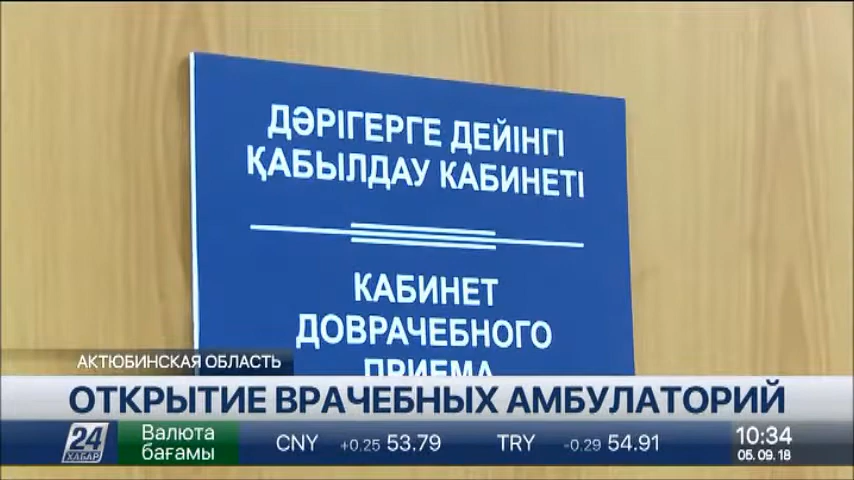 ДӘРІГЕРГЕ ДЕЙІНГІ
ҚАБЫЛДАУ КАБИНЕТІ
КАБИНЕТ
ДОВРАЧЕБНОГО
ПРИЕМА
АКТЮБИНСКАЯ ОБЛАСТЬ
ОТКРЫТИЕ ВРАЧЕБНЫХ АМБУЛАТОРИЙ
24 ХАБАР
Валюта бағамы
CNY +0.25 53.79 TRY -0.29 54.91
10:34
05.09.18